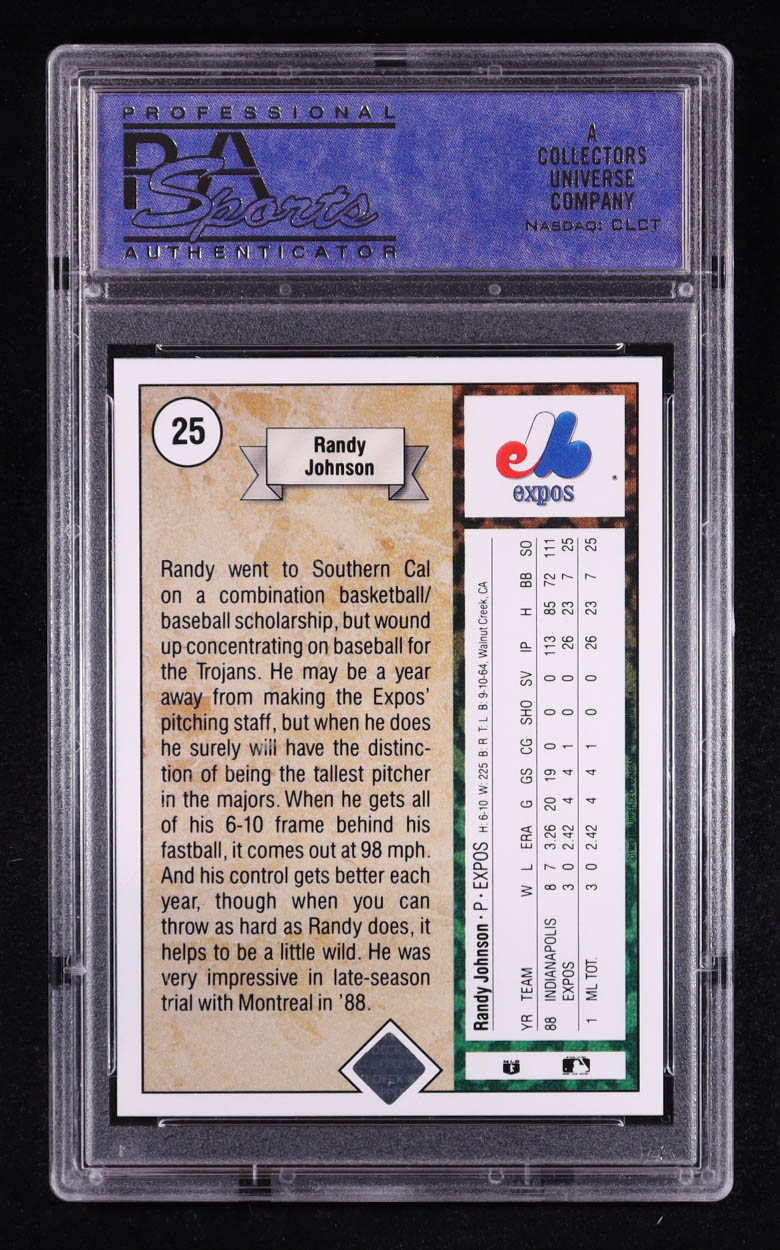 PROFESSIONAL
PSA
Sports
AUTHENTICATOR
A
COLLECTORS
UNIVERSE
COMPANY
NASDAQ: CLCT
25
Randy
Johnson
expos
Randy went to Southern Cal
on a combination basketball/
baseball scholarship, but wound
up concentrating on baseball for
the Trojans. He may be a year
away from making the Expos'
pitching staff, but when he does
he surely will have the distinc-
tion of being the tallest pitcher
in the majors. When he gets all
of his 6-10 frame behind his
fastball, it comes out at 98 mph.
And his control gets better each
year, though when you can
throw as hard as Randy does, it
helps to be a little wild. He was
very impressive in late-season
trial with Montreal in '88.
Randy Johnson • P • EXPOS H: 6-10 W: 225 B: R T: L B: 9-10-64, Walnut Creek, CA
YR TEAM W L ERA G GS CG SHO SV IP H BB SO
88 INDIANAPOLIS 8 7 3.26 20 19 0 0 0 113 85 72 111
EXPOS 3 0 2.42 4 4 1 0 0 26 23 7 25
1 ML TOT. 3 0 2.42 4 4 1 0 0 26 23 7 25